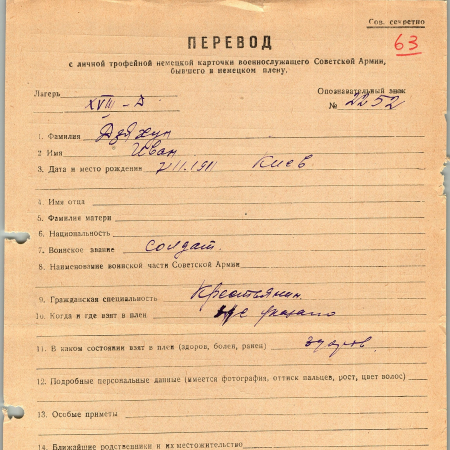 Сов. секретно
63
ПЕРЕВОД
с личной трофейной немецкой карточки военнослужащего Советской Армии,
бывшего в немецком плену.
Лагерь XVIII-А Опознавательный знак
№ 2252
1. Фамилия
2 Имя Иван
3. Дата и место рождения 7.III.1911 Киев
4. Имя отца
5. Фамилия матери
6. Национальность
7. Воинское звание солдат
8. Наименование воинской части Советской Армии
9. Гражданская специальность Крестьянин
10. Когда и где взят в плен не указано
11. В каком состоянии взят в плен (здоров, болен, ранен) здоров
12. Подробные персональные данные (имеется фотография, оттиск пальцев, рост, цвет волос)
13. Особые приметы
14. Ближайшие родственники и их местожительство